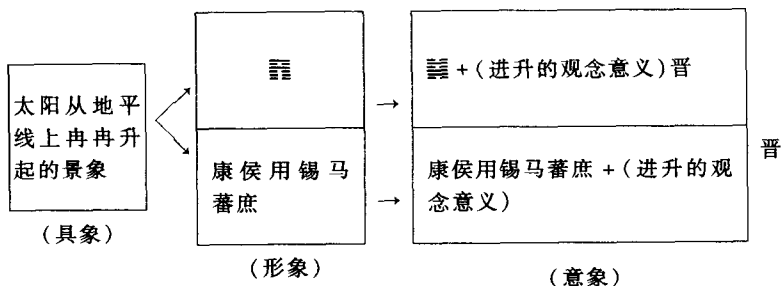 太阳从地平
线上冉冉升
起的景象
(具象)
康侯用锡马
蕃庶
(形象)
+(进升的观念意义)晋
康侯用锡马蕃庶+(进升的观
念意义)
(意象)
晋